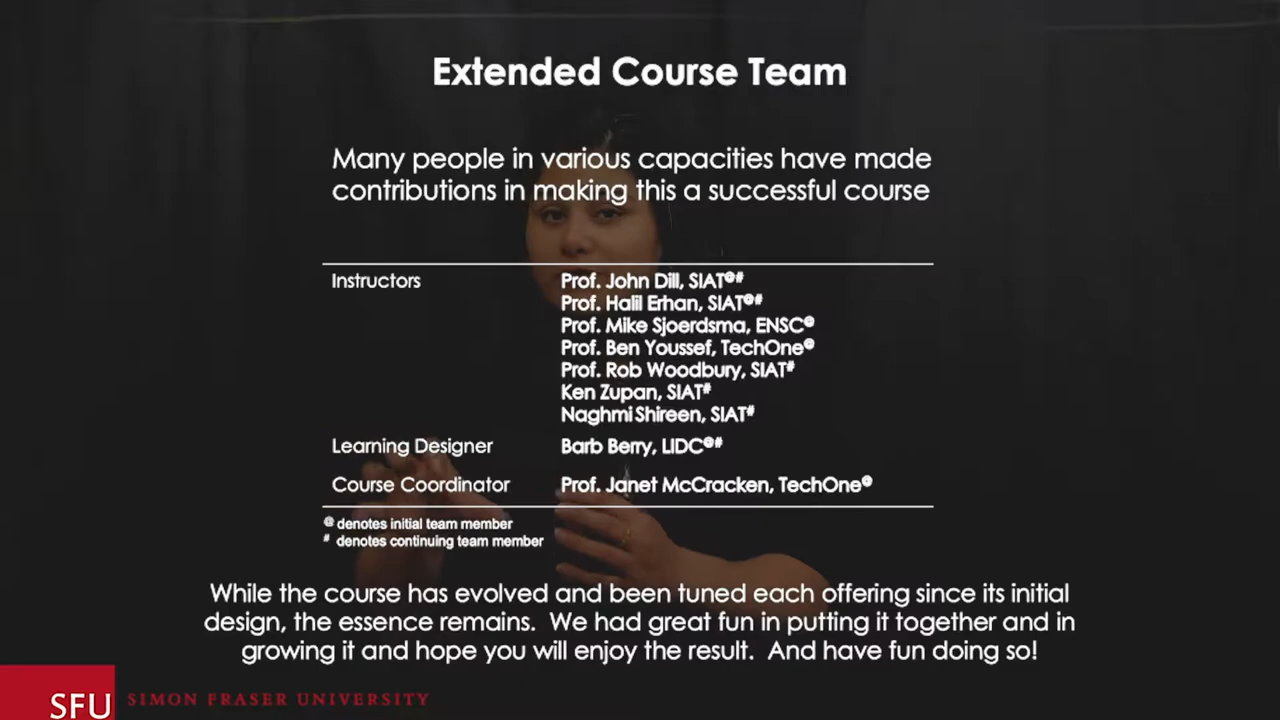 Extended Course Team
Many people in various capacities have made
contributions in making this a successful course
Instructors Prof. John Dill, SIAT@#
Prof. Halil Erhan, SIAT@#
Prof. Mike Sjoerdsma, ENSC@
Prof. Ben Youssef, TechOne@
Prof. Rob Woodbury, SIAT#
Ken Zupan, SIAT#
Naghmi Shireen, SIAT#
Learning Designer Barb Berry, LIDC@#
Course Coordinator Prof. Janet McCracken, TechOne@
@ denotes initial team member
# denotes continuing team member
While the course has evolved and been tuned each offering since its initial
design, the essence remains. We had great fun in putting it together and in
growing it and hope you will enjoy the result. And have fun doing so!
SFU SIMON FRASER UNIVERSITY